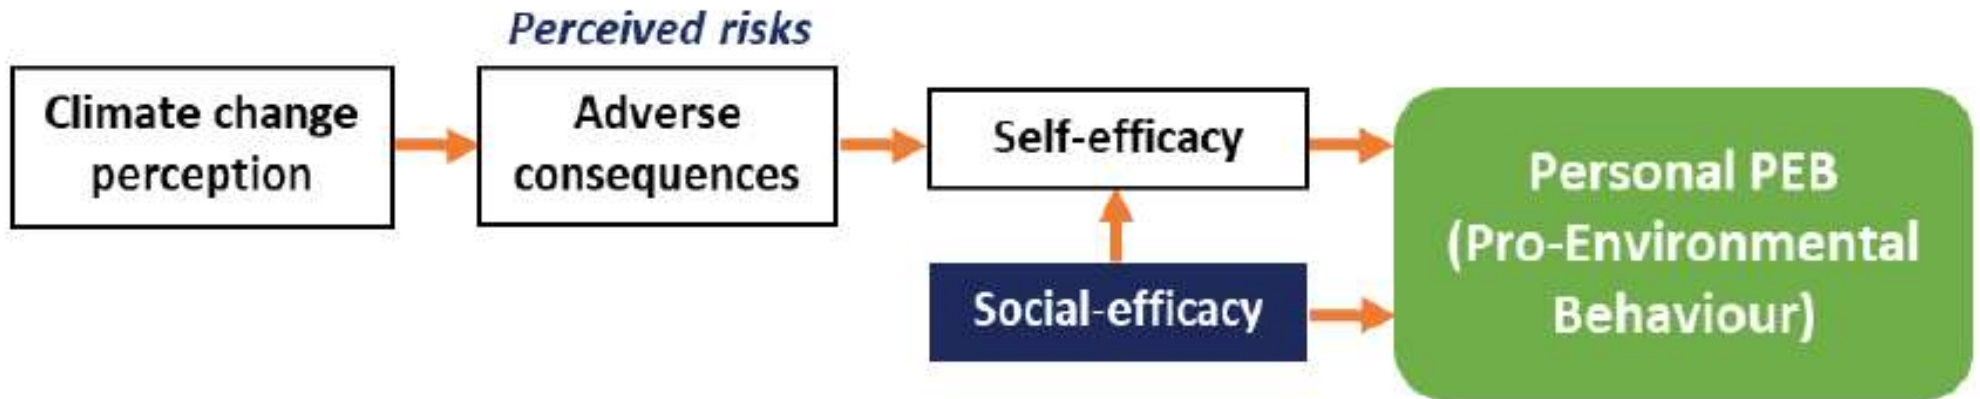 Perceived risks
Climate change
perception
Adverse
consequences
Self-efficacy
Social-efficacy
Personal PEB
(Pro-Environmental
Behaviour)